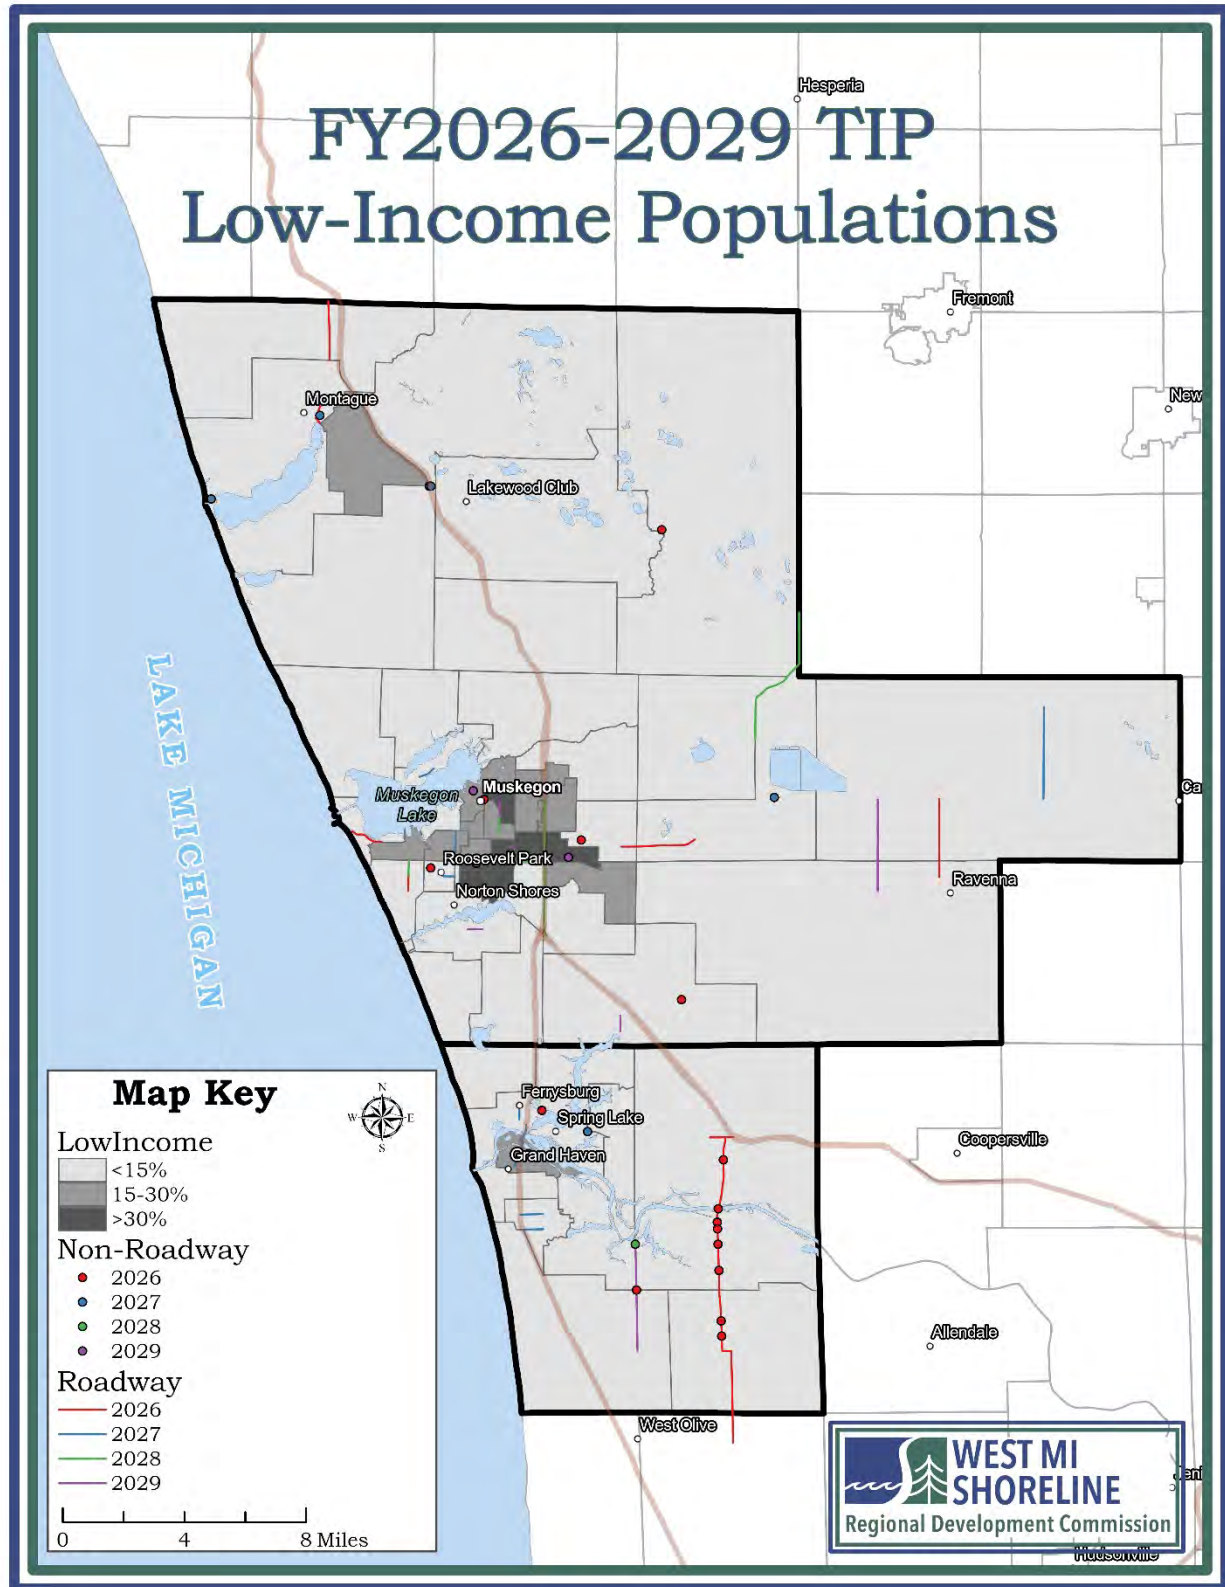 FY2026-2029 TIP
Low-Income Populations
Hesperia
Fremont
New
Montague
Lakewood Club
LAKE MICHIGAN
Muskegon
Muskegon
Lake
Roosevelt Park
Norton Shores
Ca
Ravenna
Ferrysburg
Spring Lake
Grand Haven
Coopersville
Allendale
West Olive
Jeni
Hudsonville
Map Key
N
W
E
S
LowIncome
<15%
15-30%
>30%
Non-Roadway
2026
2027
2028
2029
Roadway
2026
2027
2028
2029
0 4 8 Miles
WEST MI
SHORELINE
Regional Development Commission